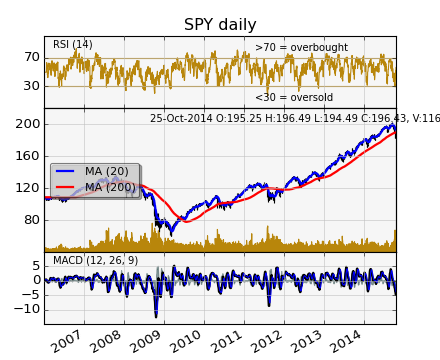 SPY daily
RSI (14)
>70 = overbought
70
30
<30 = oversold
25-Oct-2014 O:195.25 H:196.49 L:194.49 C:196.43, V:116
200
160
120
80
MA (20)
MA (200)
MACD (12, 26, 9)
5
0
−5
−10
2007 2008 2009 2010 2011 2012 2013 2014